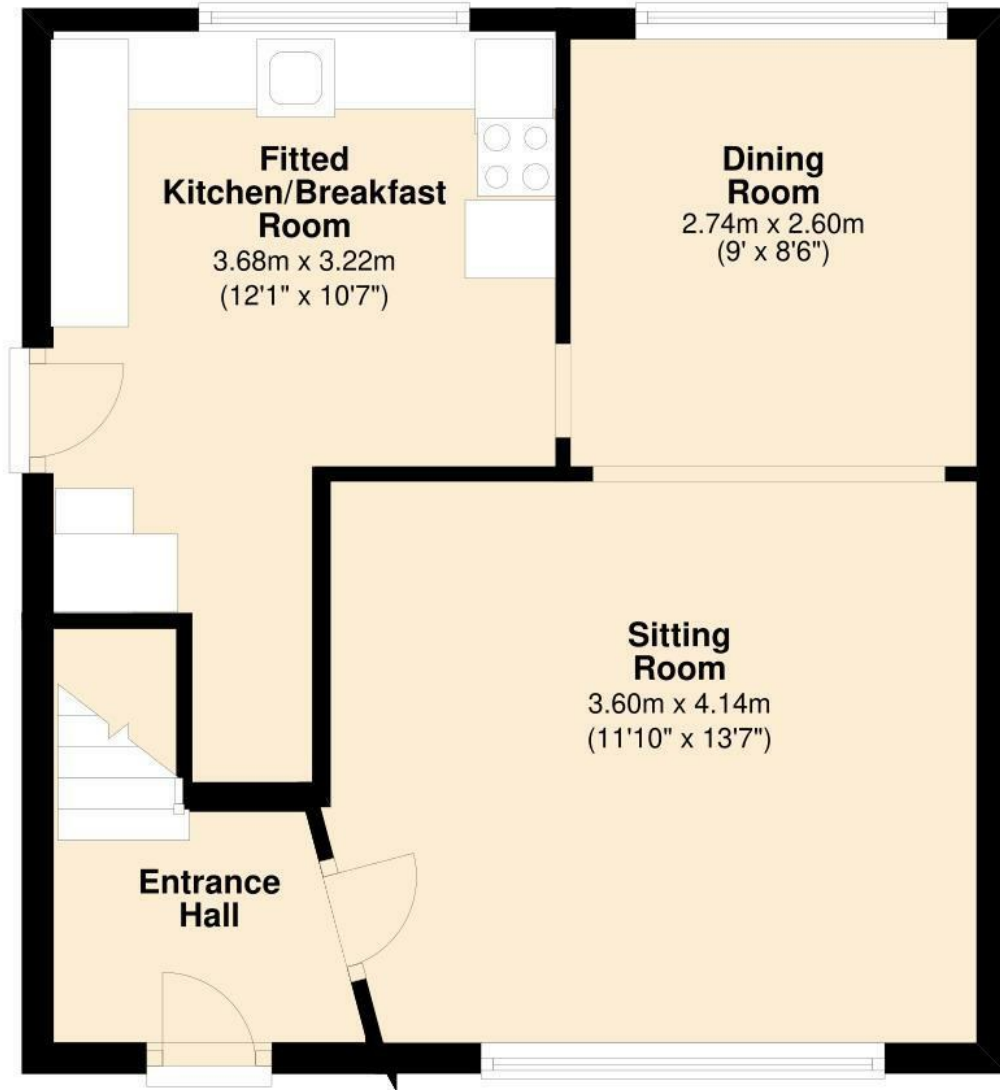 Fitted
Kitchen/Breakfast
Room
3.68m x 3.22m
(12'1" x 10'7")
Dining
Room
2.74m x 2.60m
(9' x 8'6")
Sitting
Room
3.60m x 4.14m
(11'10" x 13'7")
Entrance
Hall